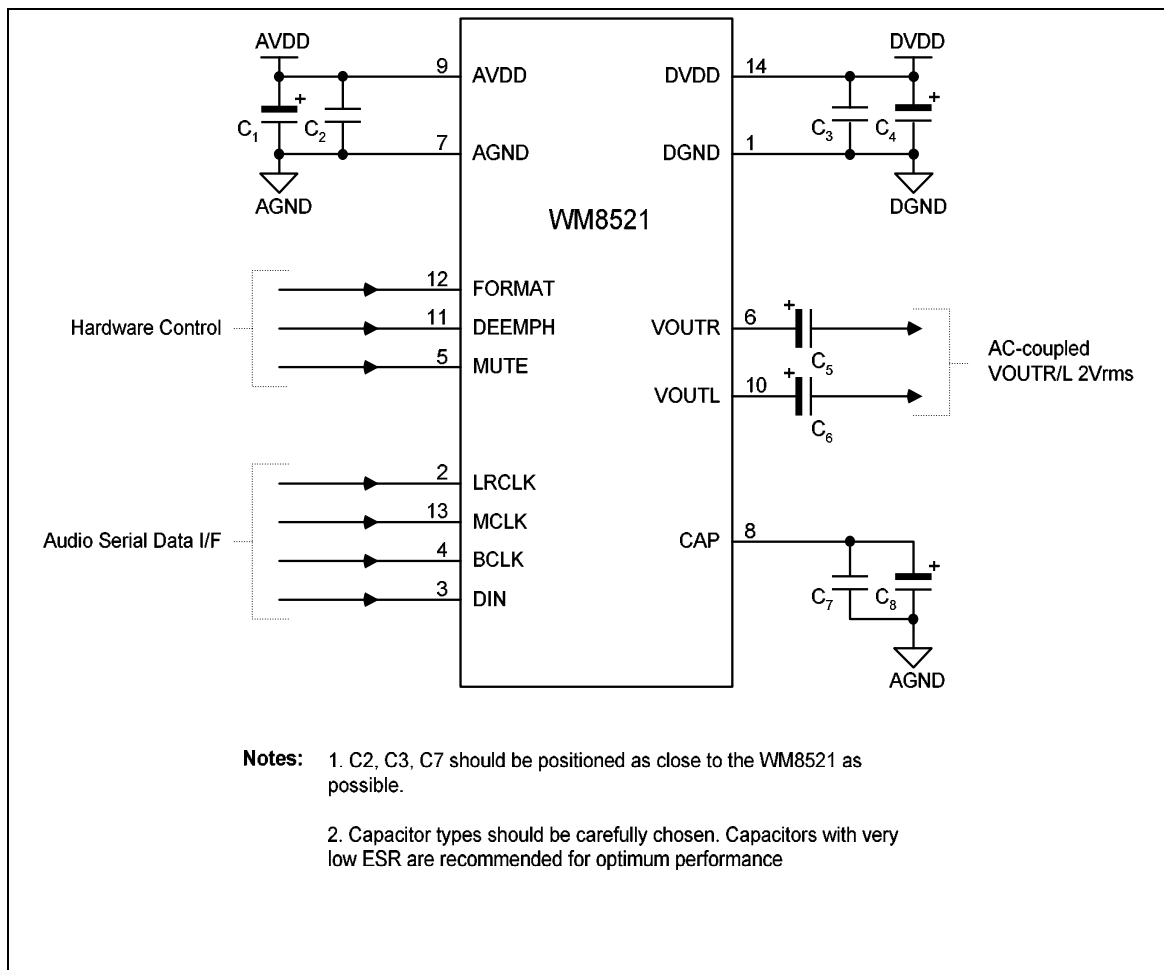 AVDD
DVDD
9 AVDD
DVDD 14
+
C1
C2
C3
C4
+
7 AGND
DGND 1
AGND
DGND
WM8521
Hardware Control
12 FORMAT
11 DEEMPH
5 MUTE
VOUTR 6
+
C5
VOUTL 10
+
C6
AC-coupled
VOUTR/L 2Vrms
Audio Serial Data I/F
2 LRCLK
13 MCLK
4 BCLK
3 DIN
CAP 8
+
C7
C8
AGND
Notes: 1. C2, C3, C7 should be positioned as close to the WM8521 as
possible.
2. Capacitor types should be carefully chosen. Capacitors with very
low ESR are recommended for optimum performance